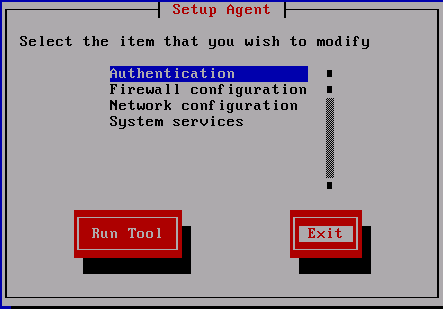 Setup Agent
Select the item that you wish to modify
Authentication
Firewall configuration
Network configuration
System services
Run Tool
Exit